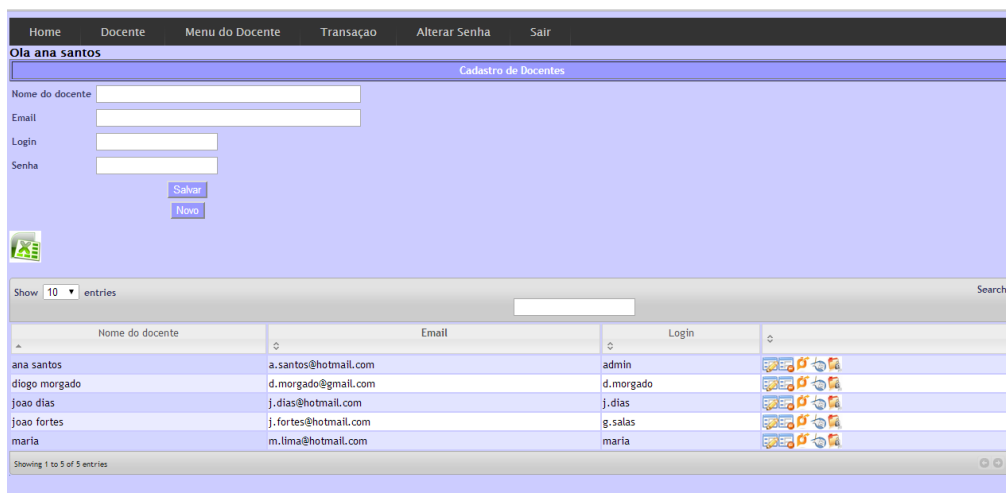 Home Docente Menu do Docente Transaçao Alterar Senha Sair
Ola ana santos
Cadastro de Docentes
Nome do docente
Email
Login
Senha
Salvar
Novo
Show 10 entries Search
Nome do docente Email Login
ana santos a.santos@hotmail.com admin
diogo morgado d.morgado@gmail.com d.morgado
joao dias j.dias@hotmail.com j.dias
joao fortes j.fortes@hotmail.com g.salas
maria m.lima@hotmail.com maria
Showing 1 to 5 of 5 entries